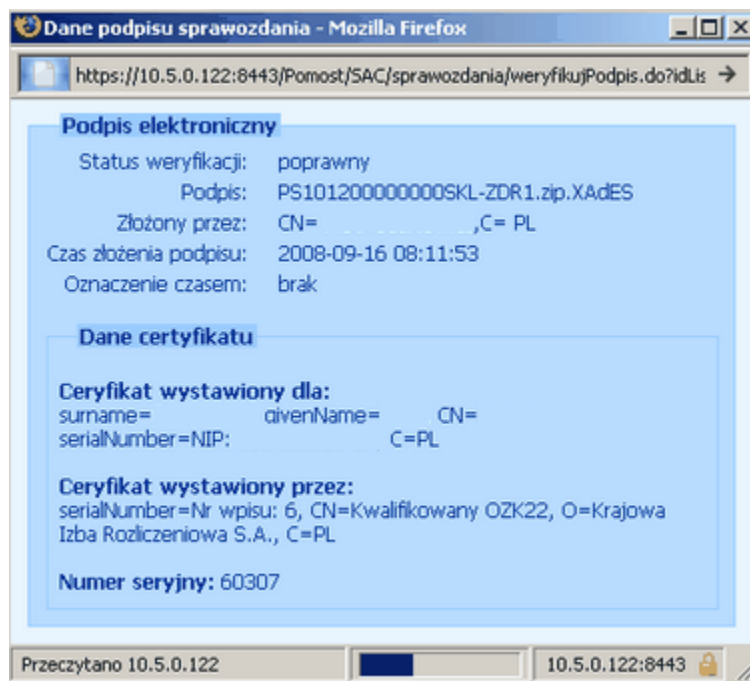 Dane podpisu sprawozdania - Mozilla Firefox
https://10.5.0.122:8443/Pomost/SAC/sprawozdania/weryfikujPodpis.do?idLis
Podpis elektroniczny
Status weryfikacji: poprawny
Podpis: PS101200000000SKL-ZDR1.zip.XAdES
Złożony przez: CN= ,C= PL
Czas złożenia podpisu: 2008-09-16 08:11:53
Oznaczenie czasem: brak
Dane certyfikatu
Ceryfikat wystawiony dla:
surname= givenName= CN=
serialNumber=NIP: C=PL
Ceryfikat wystawiony przez:
serialNumber=Nr wpisu: 6, CN=Kwalifikowany OZK22, O=Krajowa
Izba Rozliczeniowa S.A., C=PL
Numer seryjny: 60307
Przeczytano 10.5.0.122 10.5.0.122:8443